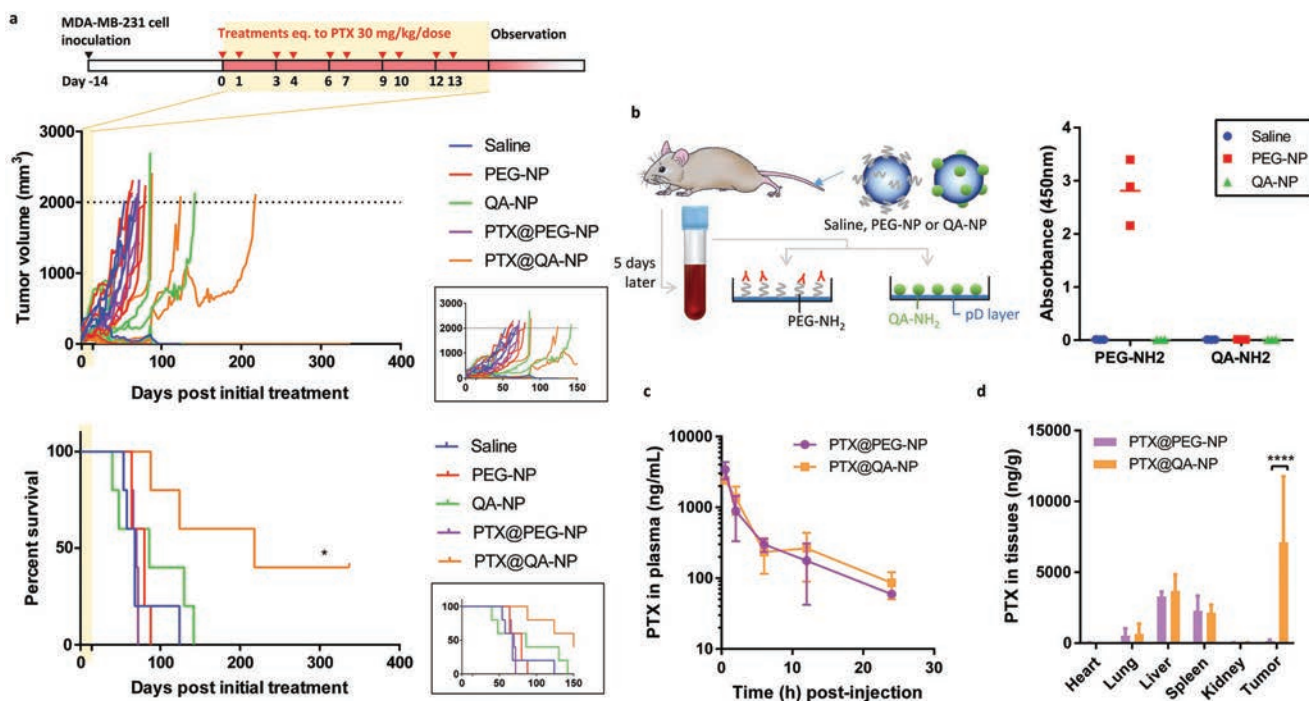 a
MDA-MB-231 cell
inoculation
Treatments eq. to PTX 30 mg/kg/dose
Observation
Day -14
0 1 3 4 6 7 9 10 12 13
3000
2000
1000
0
Tumor volume (mm³)
0 100 200 300 400
Days post initial treatment
Saline
PEG-NP
QA-NP
PTX@PEG-NP
PTX@QA-NP
3000
2000
1000
0
0 50 100 150
100
50
0
Percent survival
*
0 100 200 300 400
Days post initial treatment
Saline
PEG-NP
QA-NP
PTX@PEG-NP
PTX@QA-NP
100
50
0
0 50 100 150
b
Saline, PEG-NP or QA-NP
5 days
later
PEG-NH₂
QA-NH₂
pD layer
4
3
2
1
0
Absorbance (450nm)
PEG-NH2 QA-NH2
Saline
PEG-NP
QA-NP
c
PTX@PEG-NP
PTX@QA-NP
10000
1000
100
10
PTX in plasma (ng/mL)
0 6 12 18 24 30
Time (h) post-injection
d
PTX@PEG-NP
PTX@QA-NP
****
15000
10000
5000
0
PTX in tissues (ng/g)
Heart
Lung
Liver
Spleen
Kidney
Tumor